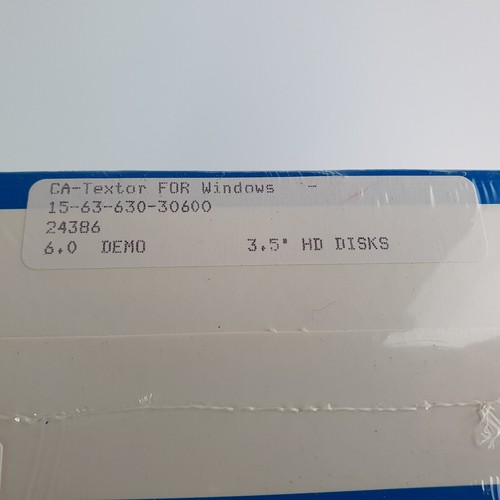 CA-Textor FOR Windows -
15-63-630-30600
24386
6.0 DEMO 3.5" HD DISKS